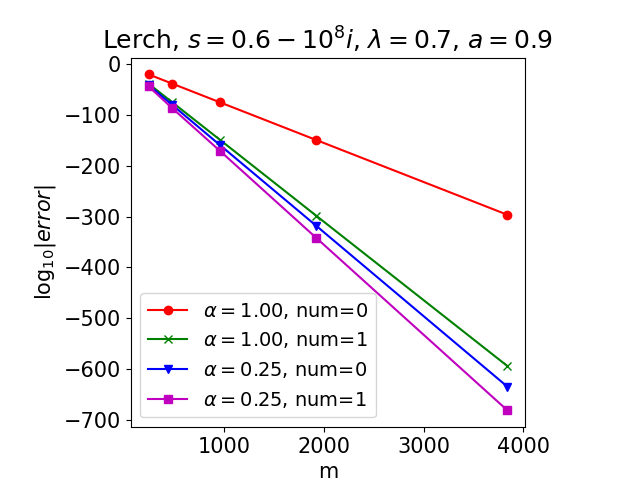 Lerch, $s = 0.6 - 10^8 i$, $\lambda = 0.7$, $a = 0.9$
log₁₀|error|
0
−100
−200
−300
−400
−500
−600
−700
α = 1.00, num=0
α = 1.00, num=1
α = 0.25, num=0
α = 0.25, num=1
1000
2000
3000
4000
m